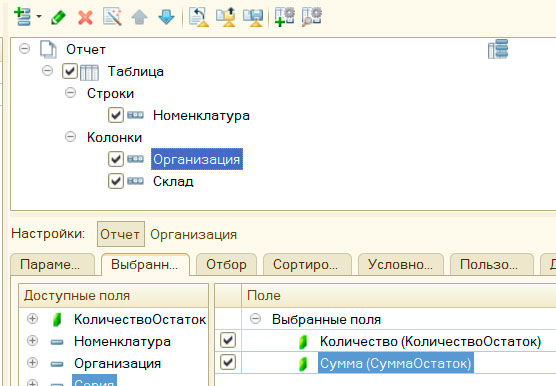 Отчет
Таблица
Строки
Номенклатура
Колонки
Организация
Склад
Настройки: Отчет Организация
Параме... Выбранн... Отбор Сортиро... Условно... Пользо... Д
Доступные поля Поле
КоличествоОстаток Выбранные поля
Номенклатура Количество (КоличествоОстаток)
Организация Сумма (СуммаОстаток)
Серия